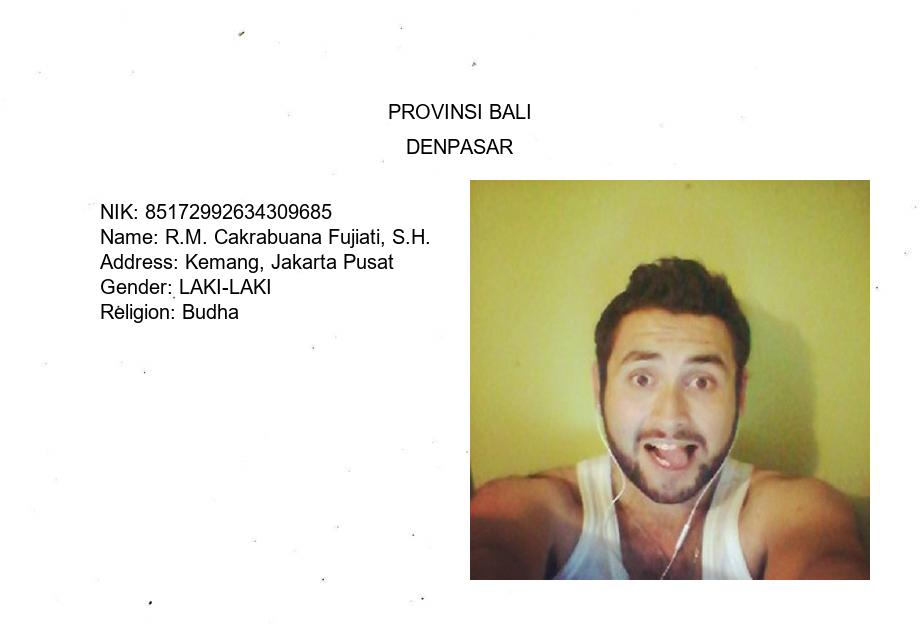 PROVINSI BALI
DENPASAR
NIK: 85172992634309685
Name: R.M. Cakrabuana Fujiati, S.H.
Address: Kemang, Jakarta Pusat
Gender: LAKI-LAKI
Religion: Budha